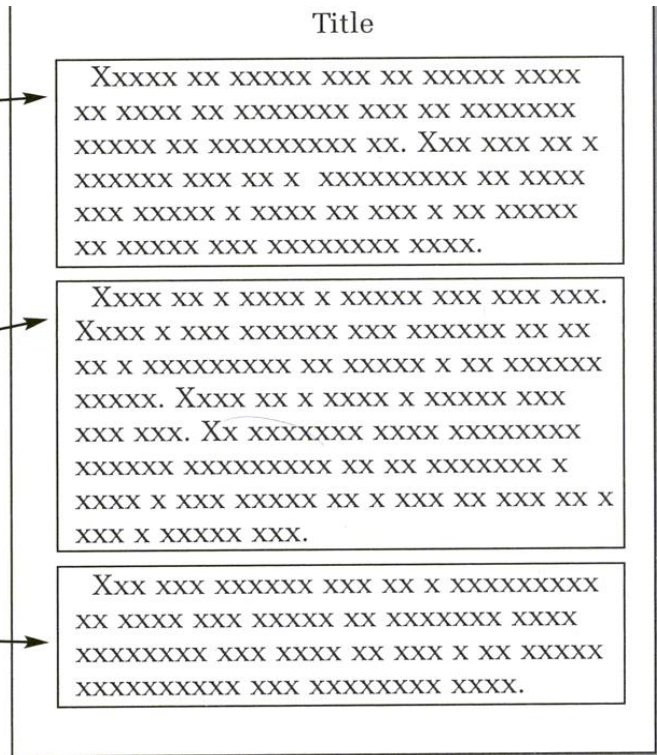 Title
Xxxxx xx xxxxx xxx xx xxxxx xxxx
xx xxxx xx xxxxxxx xxx xx xxxxxxx
xxxxx xx xxxxxxxxx xx. Xxx xxx xx x
xxxxxx xxx xx x xxxxxxxxx xx xxxx
xxx xxxxx x xxxx xx xxx x xx xxxxx
xx xxxxx xxx xxxxxxxx xxxx.
Xxxx xx x xxxx x xxxxx xxx xxx xxx.
Xxxx x xxx xxxxxx xxx xxxxxx xx xx
xx x xxxxxxxxx xx xxxxx x xx xxxxxx
xxxxx. Xxxx xx x xxxx x xxxxx xxx
xxx xxx. Xx xxxxxxx xxxx xxxxxxxx
xxxxxx xxxxxxxxx xx xx xxxxxxx x
xxxx x xxx xxxxx xx x xxx xx xxx xx x
xxx x xxxxx xxx.
Xxx xxx xxxxxx xxx xx x xxxxxxxxx
xx xxxx xxx xxxxx xx xxxxxxx xxxx
xxxxxxxx xxx xxxx xx xxx x xx xxxxx
xxxxxxxxxx xxx xxxxxxxx xxxx.